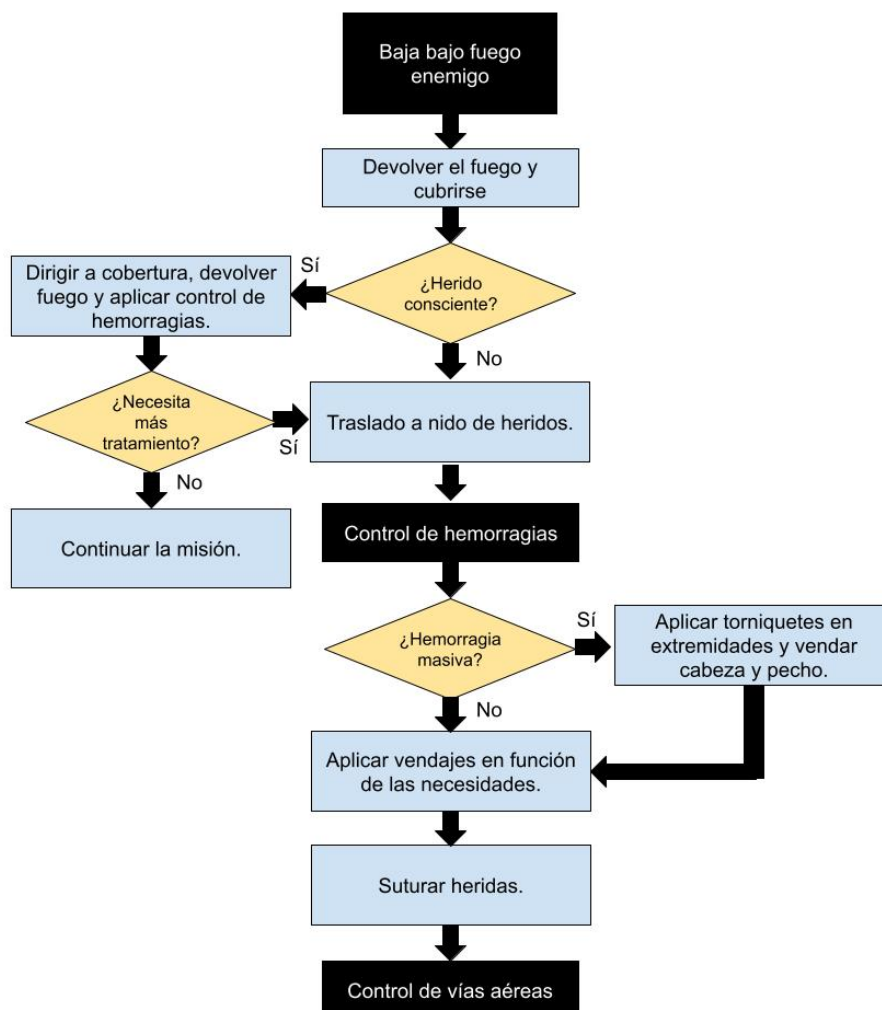 Baja bajo fuego
enemigo
Devolver el fuego y
cubrirse
¿Herido
consciente?
Sí
Dirigir a cobertura, devolver
fuego y aplicar control de
hemorragias.
No
¿Necesita
más
tratamiento?
Sí
Traslado a nido de heridos.
No
Continuar la misión.
Control de hemorragias
¿Hemorragia
masiva?
Sí
Aplicar torniquetes en
extremidades y vendar
cabeza y pecho.
No
Aplicar vendajes en función
de las necesidades.
Suturar heridas.
Control de vías aéreas